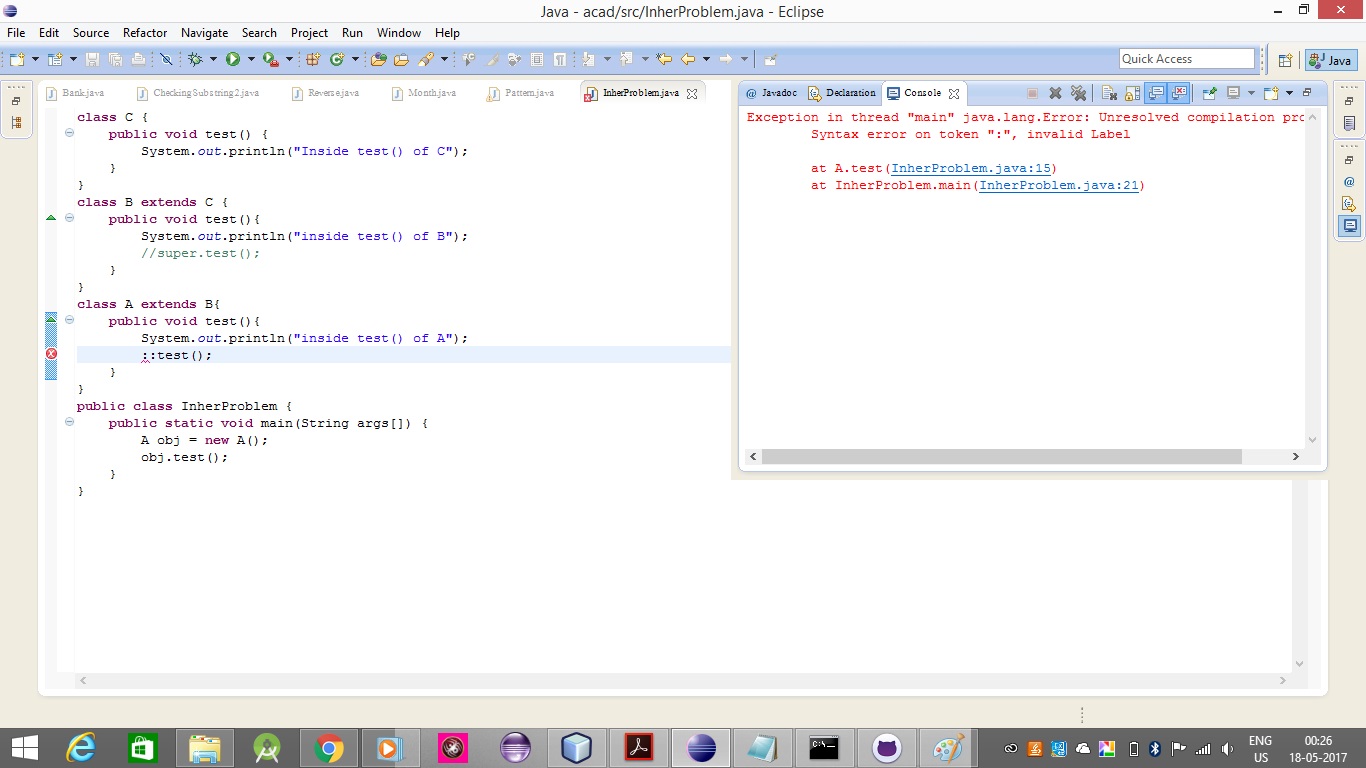 Java - acad/src/InherProblem.java - Eclipse
File Edit Source Refactor Navigate Search Project Run Window Help
Quick Access
Java
Bank.java CheckingSubstring2.java Reverse.java Month.java Pattern.java InherProblem.java
class C {
public void test() {
System.out.println("Inside test() of C");
}
}
class B extends C {
public void test(){
System.out.println("inside test() of B");
//super.test();
}
}
class A extends B{
public void test(){
System.out.println("inside test() of A");
::test();
}
}
public class InherProblem {
public static void main(String args[]) {
A obj = new A();
obj.test();
}
}
@ Javadoc Declaration Console
Exception in thread "main" java.lang.Error: Unresolved compilation pro
Syntax error on token ":", invalid Label
at A.test(InherProblem.java:15)
at InherProblem.main(InherProblem.java:21)
ENG
US
00:26
18-05-2017